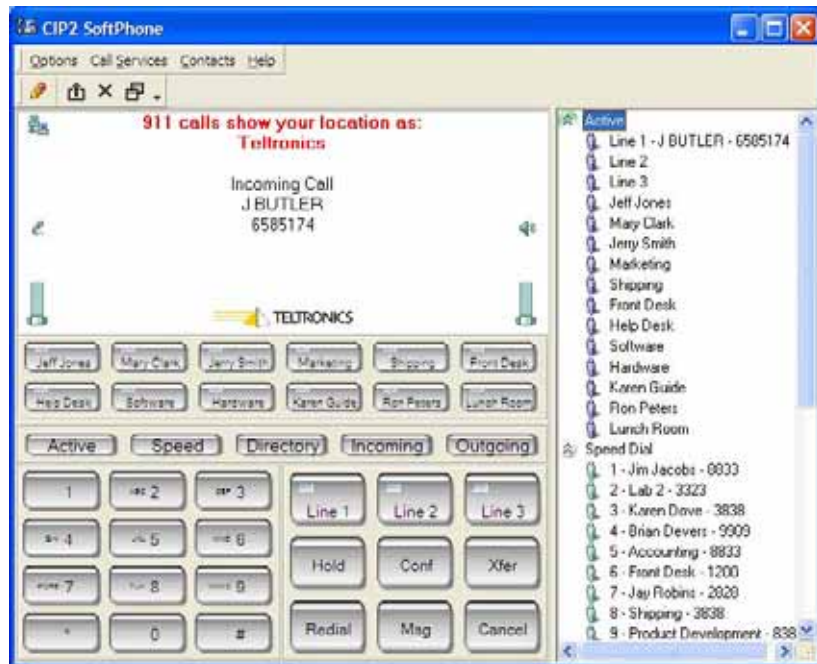 CIP2 SoftPhone
Options Call Services Contacts Help
911 calls show your location as:
Teltronics
Incoming Call
J BUTLER
6585174
TELTRONICS
Jeff Jones Mary Clark Jerry Smith Marketing Shipping Front Desk
Help Desk Software Hardware Karen Guide Ron Peters Lunch Room
Active Speed Directory Incoming Outgoing
1 ABC 2 DEF 3
4 5 6
7 8 9
* 0 #
Line 1 Line 2 Line 3
Hold Conf Xfer
Redial Msg Cancel
Active
Line 1 - J BUTLER - 6585174
Line 2
Line 3
Jeff Jones
Mary Clark
Jerry Smith
Marketing
Shipping
Front Desk
Help Desk
Software
Hardware
Karen Guide
Ron Peters
Lunch Room
Speed Dial
1 - Jim Jacobs - 8833
2 - Lab 2 - 3323
3 - Karen Dove - 3838
4 - Brian Devers - 9909
5 - Accounting - 8833
6 - Front Desk - 1200
7 - Jay Robins - 2828
8 - Shipping - 3838
9 - Product Development - 838